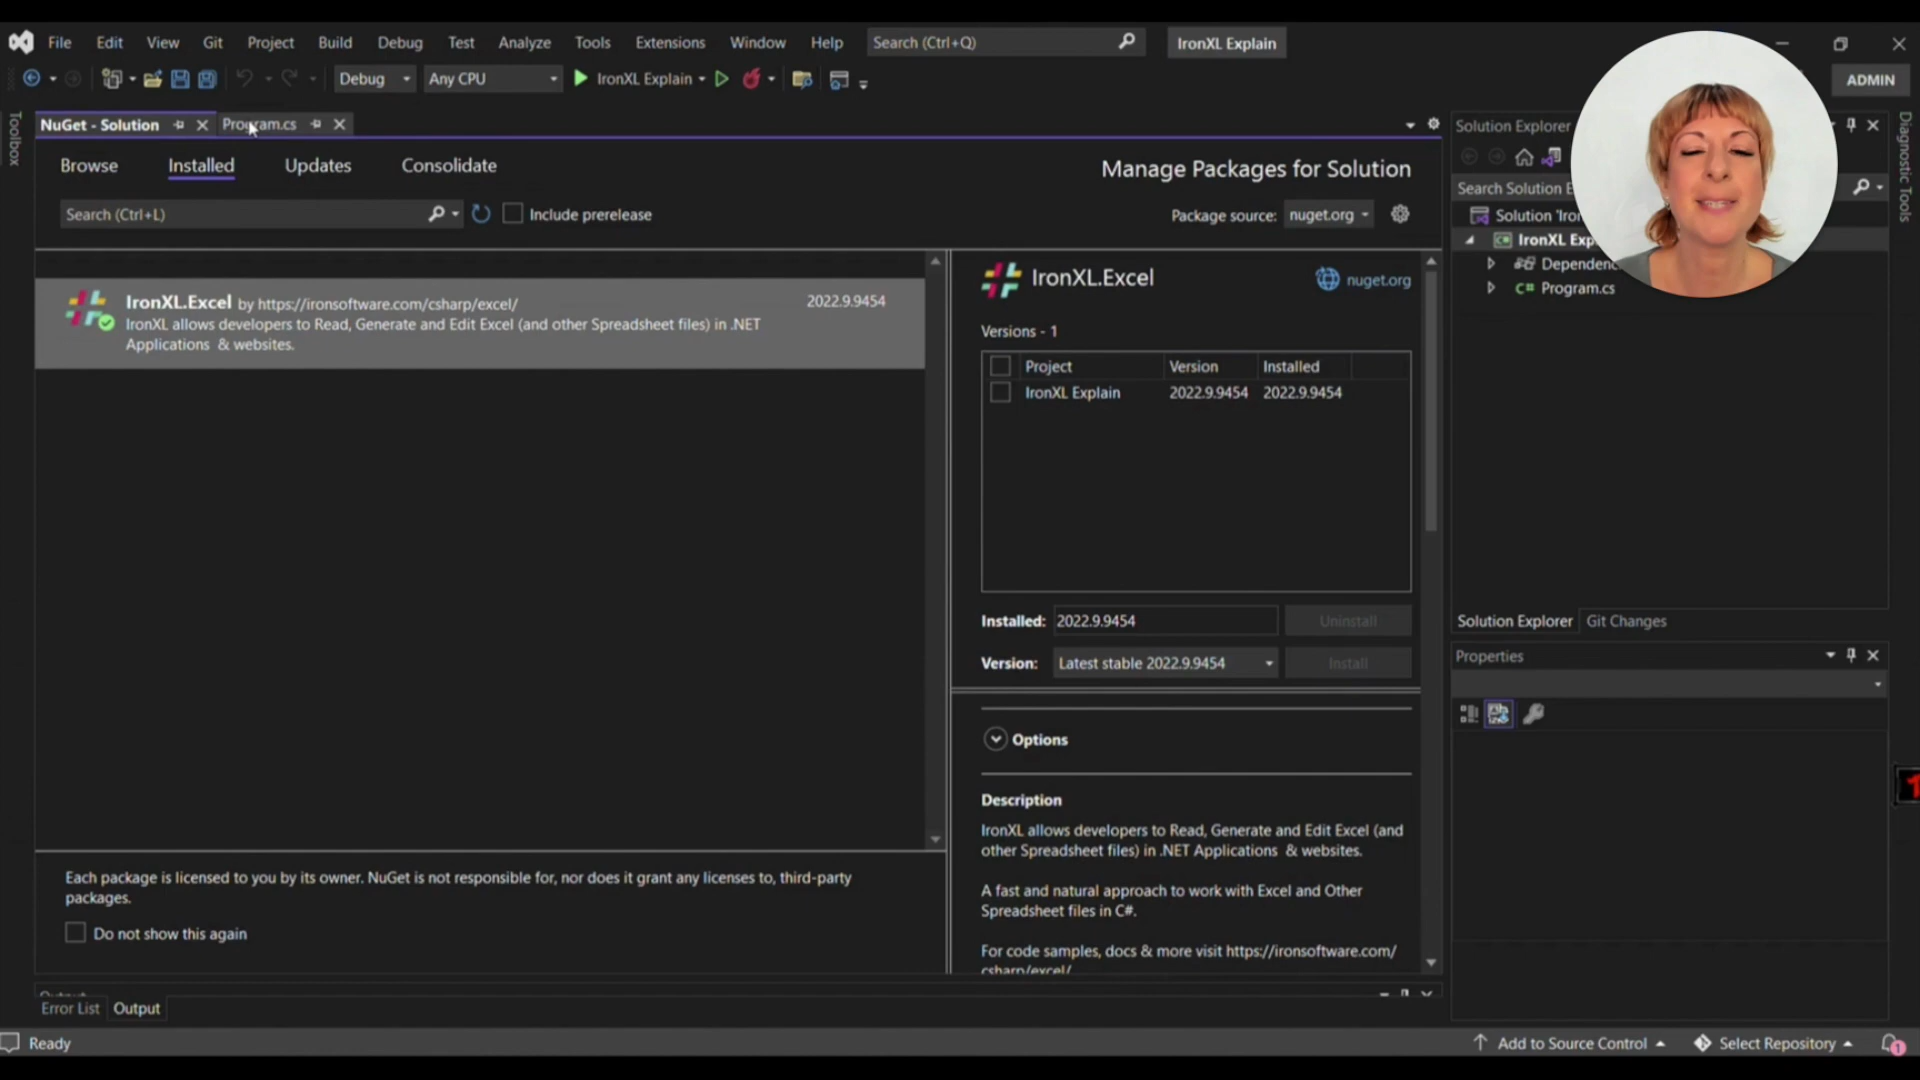 File Edit View Git Project Build Debug Test Analyze Tools Extensions Window Help Search (Ctrl+Q) IronXL Explain
Debug Any CPU IronXL Explain ADMIN
Toolbox
NuGet - Solution Program.cs
Browse Installed Updates Consolidate
Manage Packages for Solution
Search (Ctrl+L) Include prerelease
Package source: nuget.org
IronXL.Excel by https://ironsoftware.com/csharp/excel/ 2022.9.9454
IronXL allows developers to Read, Generate and Edit Excel (and other Spreadsheet files) in .NET
Applications & websites.
Each package is licensed to you by its owner. NuGet is not responsible for, nor does it grant any licenses to, third-party
packages.
Do not show this again
IronXL.Excel nuget.org
Versions - 1
Project Version Installed
IronXL Explain 2022.9.9454 2022.9.9454
Installed: 2022.9.9454 Uninstall
Version: Latest stable 2022.9.9454 Install
Options
Description
IronXL allows developers to Read, Generate and Edit Excel (and
other Spreadsheet files) in .NET Applications & websites.
A fast and natural approach to work with Excel and Other
Spreadsheet files in C#.
For code samples, docs & more visit https://ironsoftware.com/
csharp/excel/
Solution Explorer
Search Solution E
Solution 'Iron
IronXL Exp
Dependenc
C# Program.cs
Solution Explorer Git Changes
Properties
Diagnostic Tools
Output
Error List Output
Ready
Add to Source Control Select Repository 1